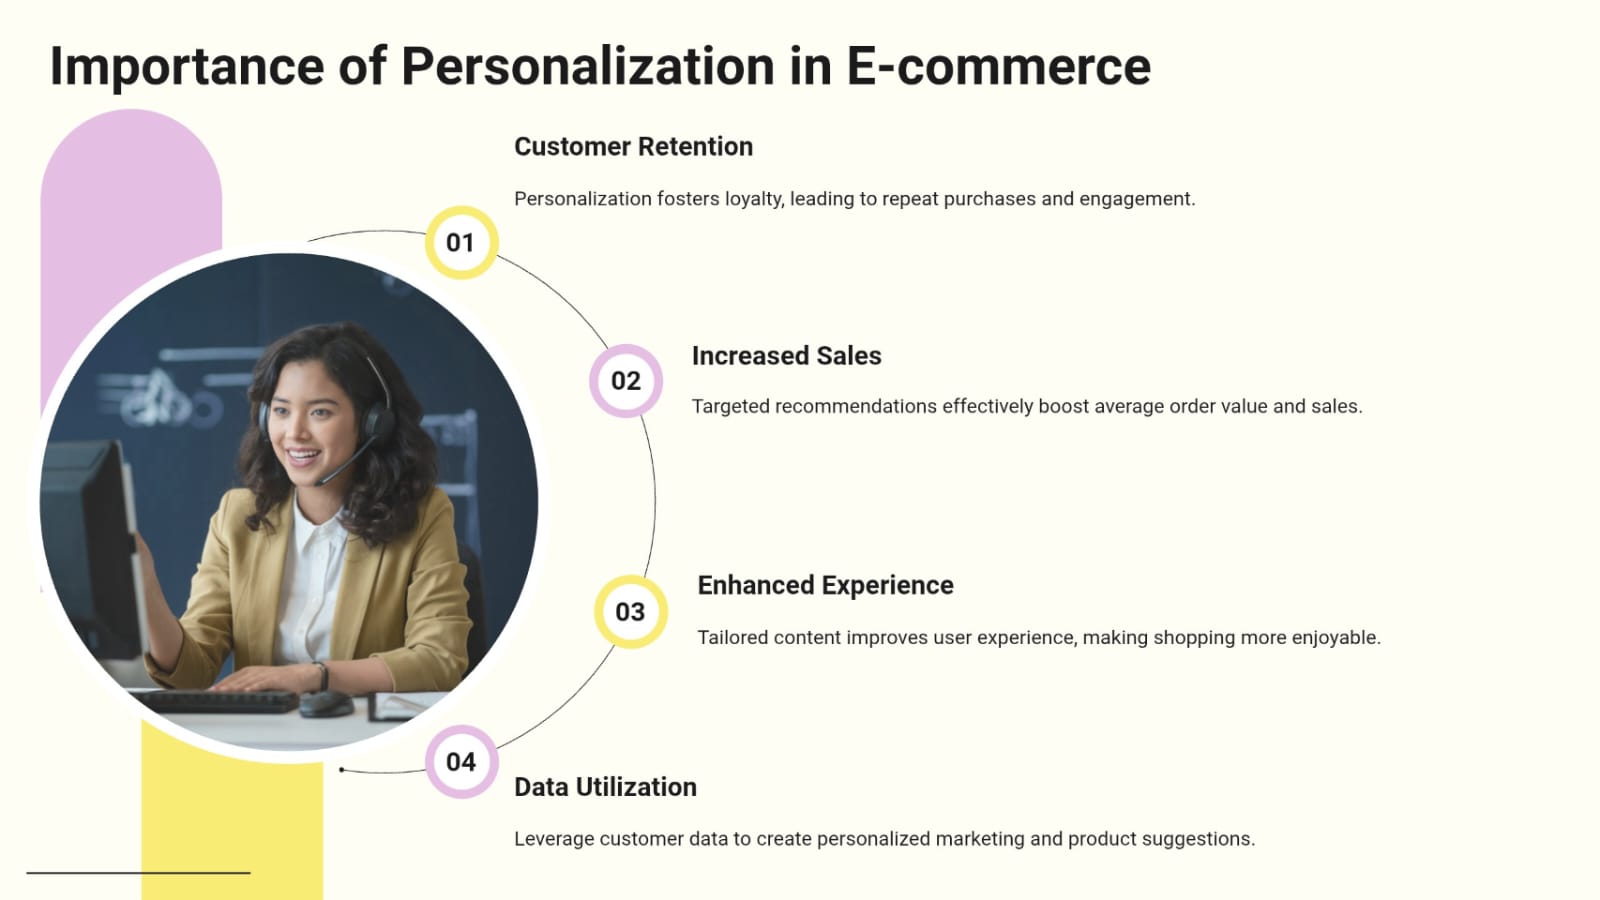 Importance of Personalization in E-commerce
Customer Retention
Personalization fosters loyalty, leading to repeat purchases and engagement.
01
Increased Sales
02
Targeted recommendations effectively boost average order value and sales.
Enhanced Experience
03
Tailored content improves user experience, making shopping more enjoyable.
04
Data Utilization
Leverage customer data to create personalized marketing and product suggestions.